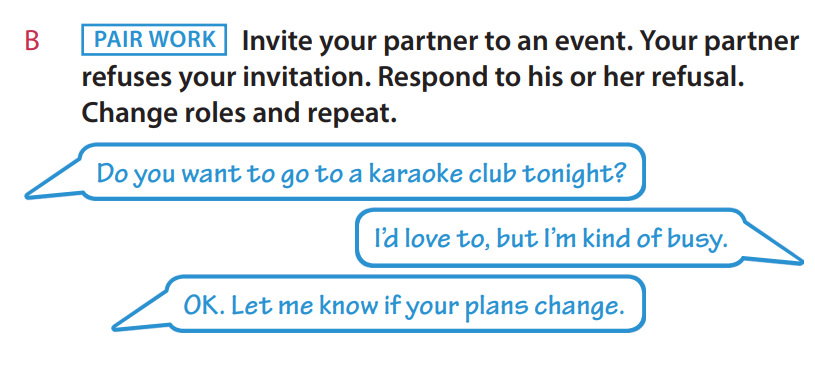 B PAIR WORK Invite your partner to an event. Your partner
refuses your invitation. Respond to his or her refusal.
Change roles and repeat.
Do you want to go to a karaoke club tonight?
I'd love to, but I'm kind of busy.
OK. Let me know if your plans change.